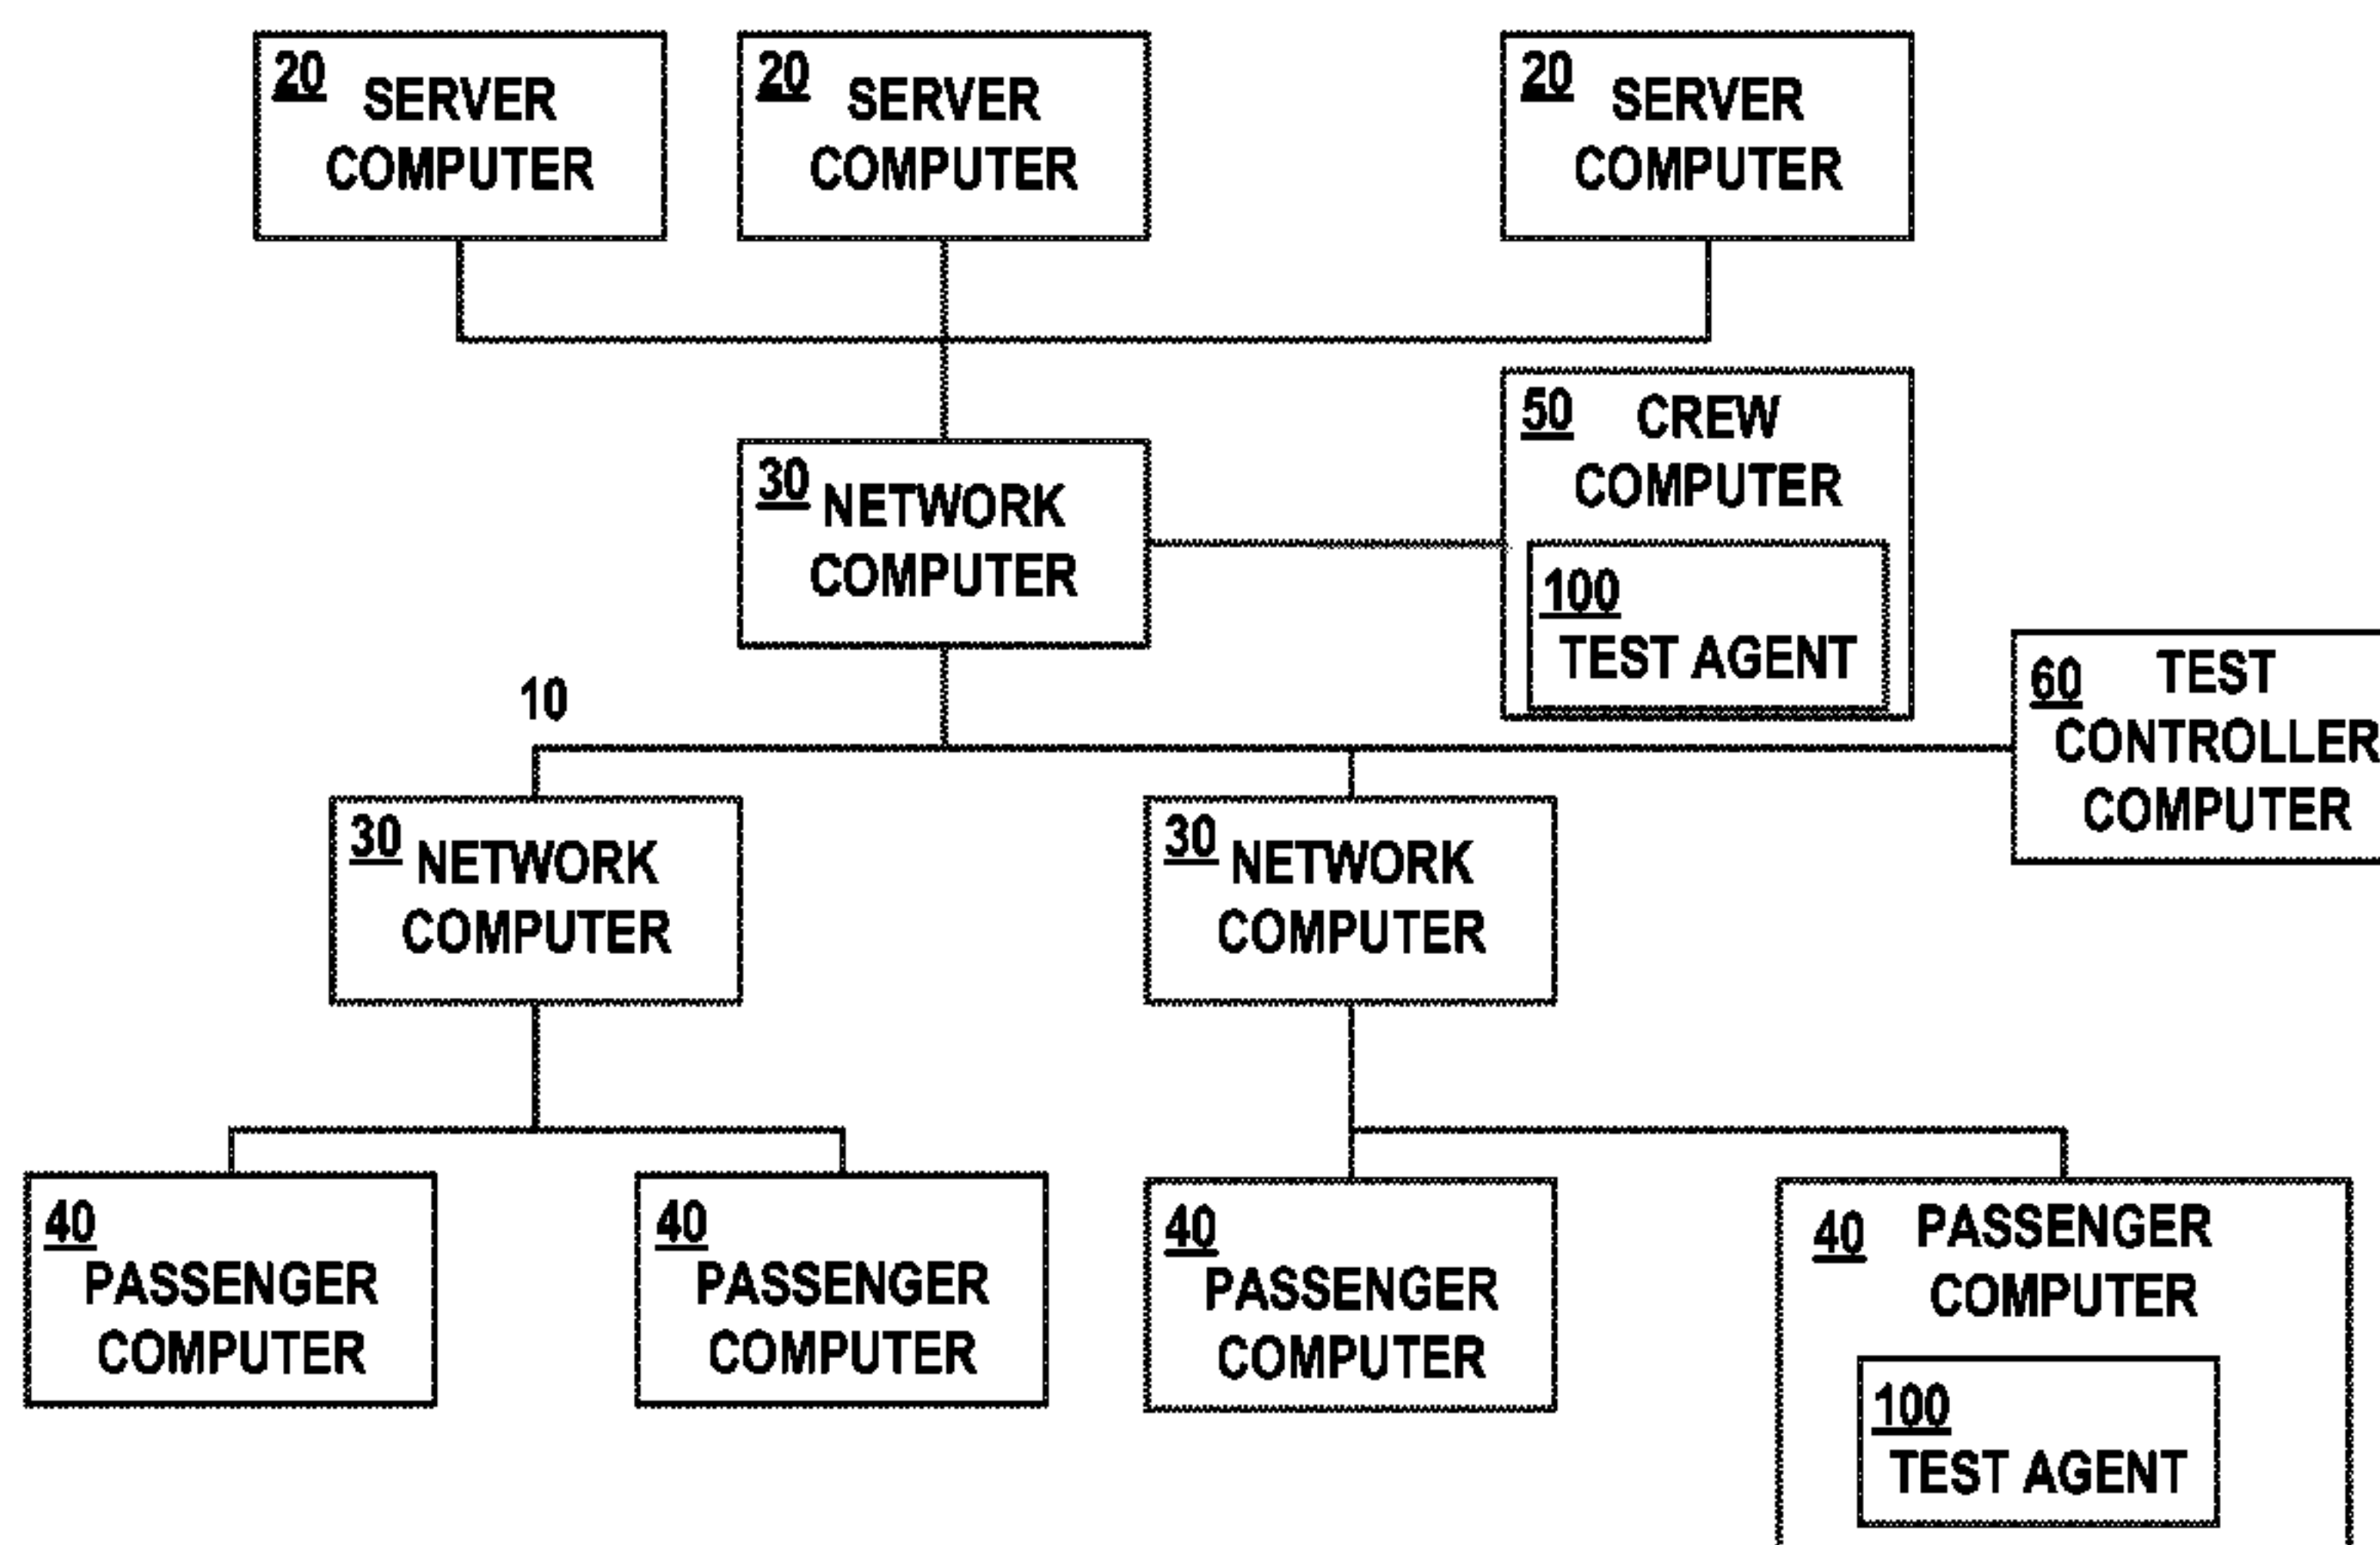 20 SERVER
COMPUTER
20 SERVER
COMPUTER
20 SERVER
COMPUTER
30 NETWORK
COMPUTER
50 CREW
COMPUTER
100
TEST AGENT
10
60 TEST
CONTROLLER
COMPUTER
30 NETWORK
COMPUTER
30 NETWORK
COMPUTER
40
PASSENGER
COMPUTER
40
PASSENGER
COMPUTER
40
PASSENGER
COMPUTER
40 PASSENGER
COMPUTER
100
TEST AGENT